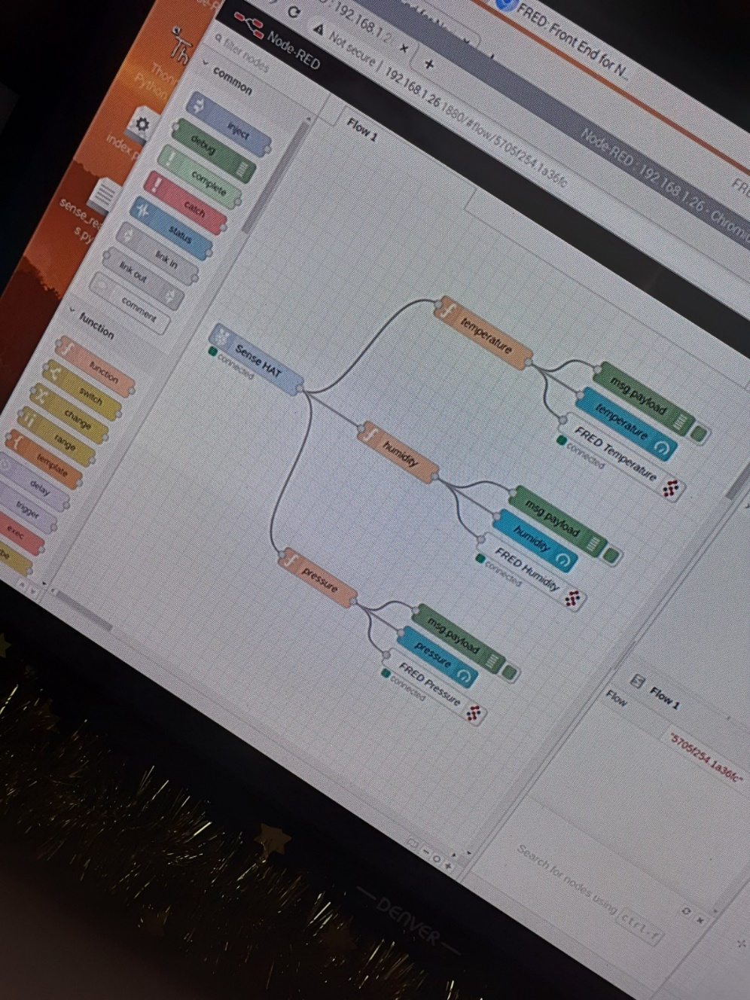 FRED: Front End for N...
192.168.1.2
Node-RED : 192.168.1.26 - Chromi
Not secure | 192.168.1.26:1880/#flow/5705f254.1a36fc
Node-RED
filter nodes
common
inject
debug
complete
catch
status
link in
link out
comment
function
function
switch
change
range
template
delay
trigger
exec
Flow 1
Sense HAT
connected
temperature
msg.payload
temperature
FRED Temperature
connected
humidity
msg.payload
humidity
FRED Humidity
connected
pressure
msg.payload
pressure
FRED Pressure
connected
Flow 1
Flow
"5705f254.1a36fc"
Search for nodes using ctrl-f
Python
index.p
sense_rea
s.py
DENVER